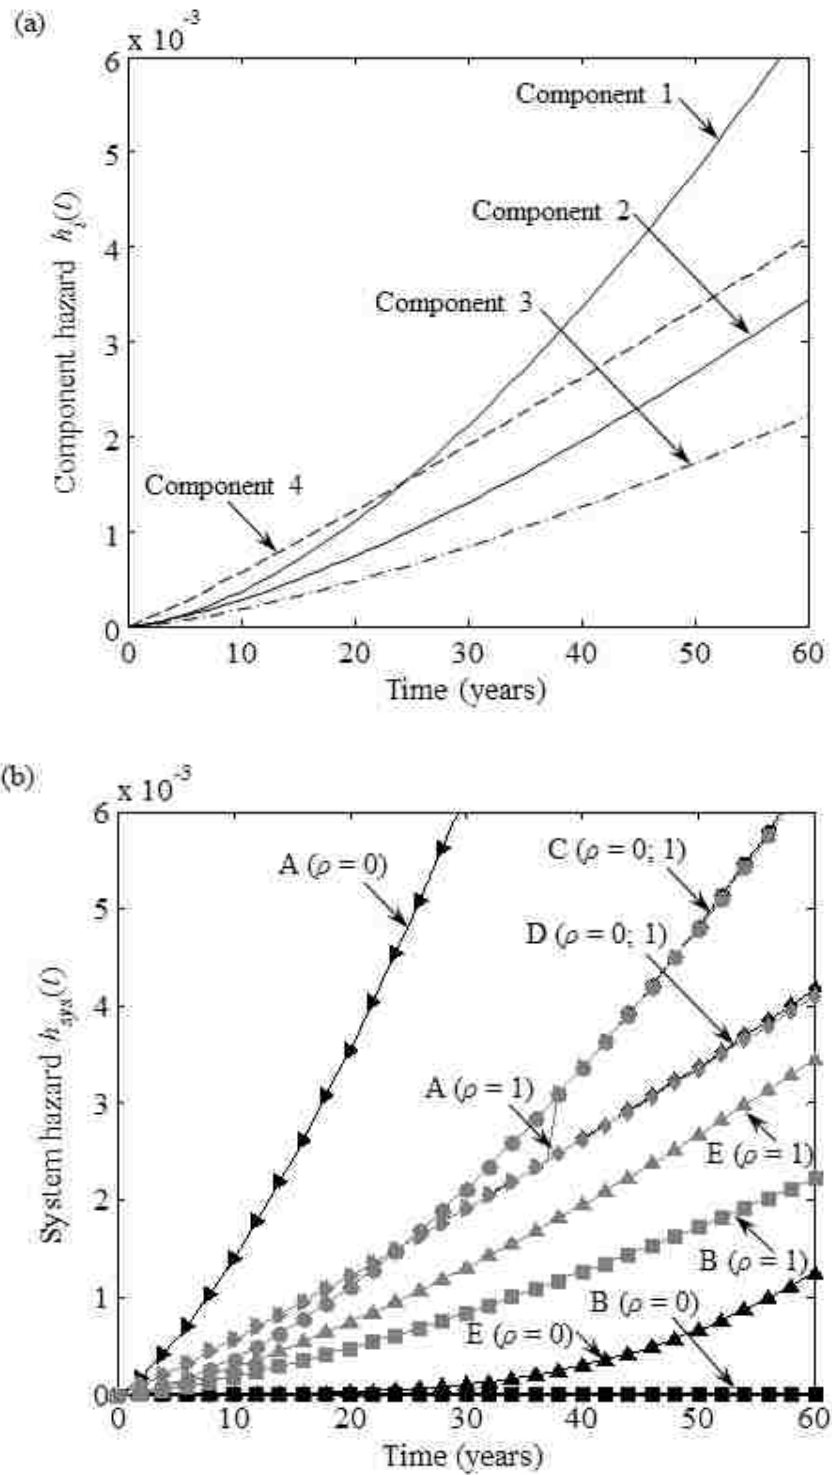 (a)
x 10-3
6
5
4
3
2
1
0
Component hazard hi(t)
Component 1
Component 2
Component 3
Component 4
0 10 20 30 40 50 60
Time (years)
(b)
x 10-3
6
5
4
3
2
1
0
System hazard hsys(t)
A (ρ = 0)
C (ρ = 0; 1)
D (ρ = 0; 1)
A (ρ = 1)
E (ρ = 1)
B (ρ = 1)
B (ρ = 0)
E (ρ = 0)
0 10 20 30 40 50 60
Time (years)